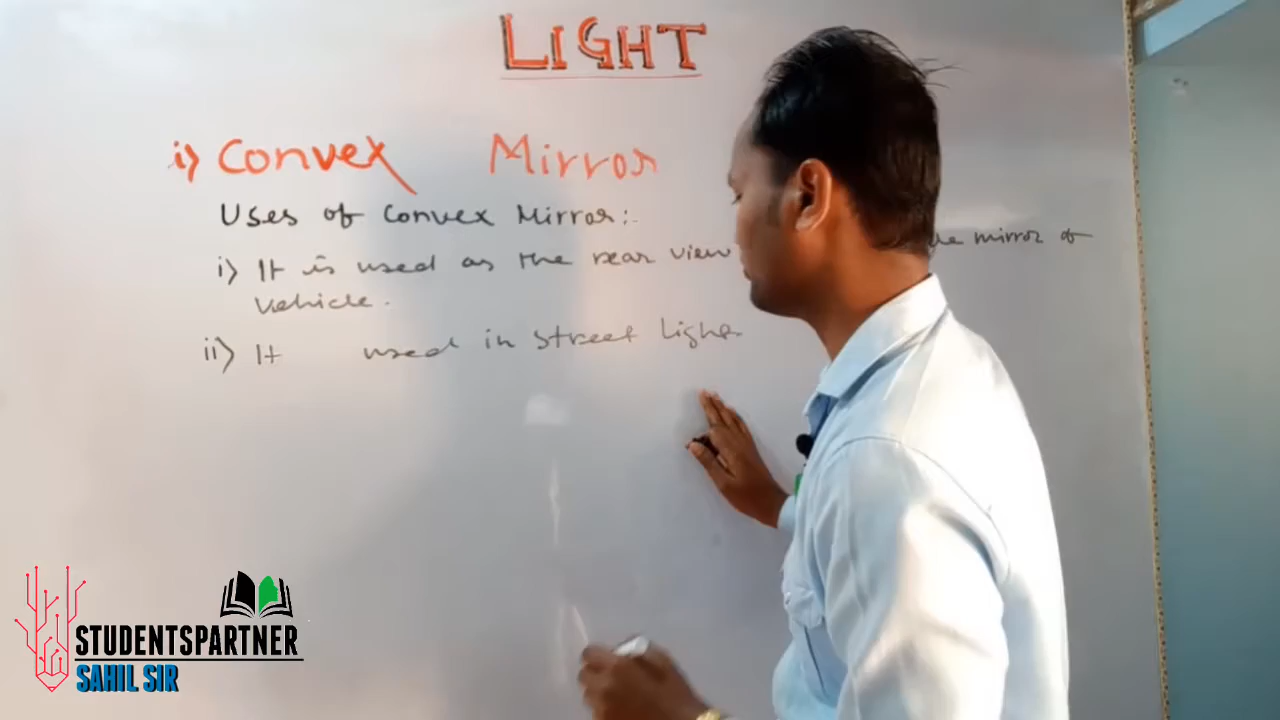 LIGHT
i) Convex Mirror
Uses of Convex Mirror:-
i) It is used as the rear view mirror of
vehicle.
ii) It used in street light
STUDENTSPARTNER
SAHIL SIR